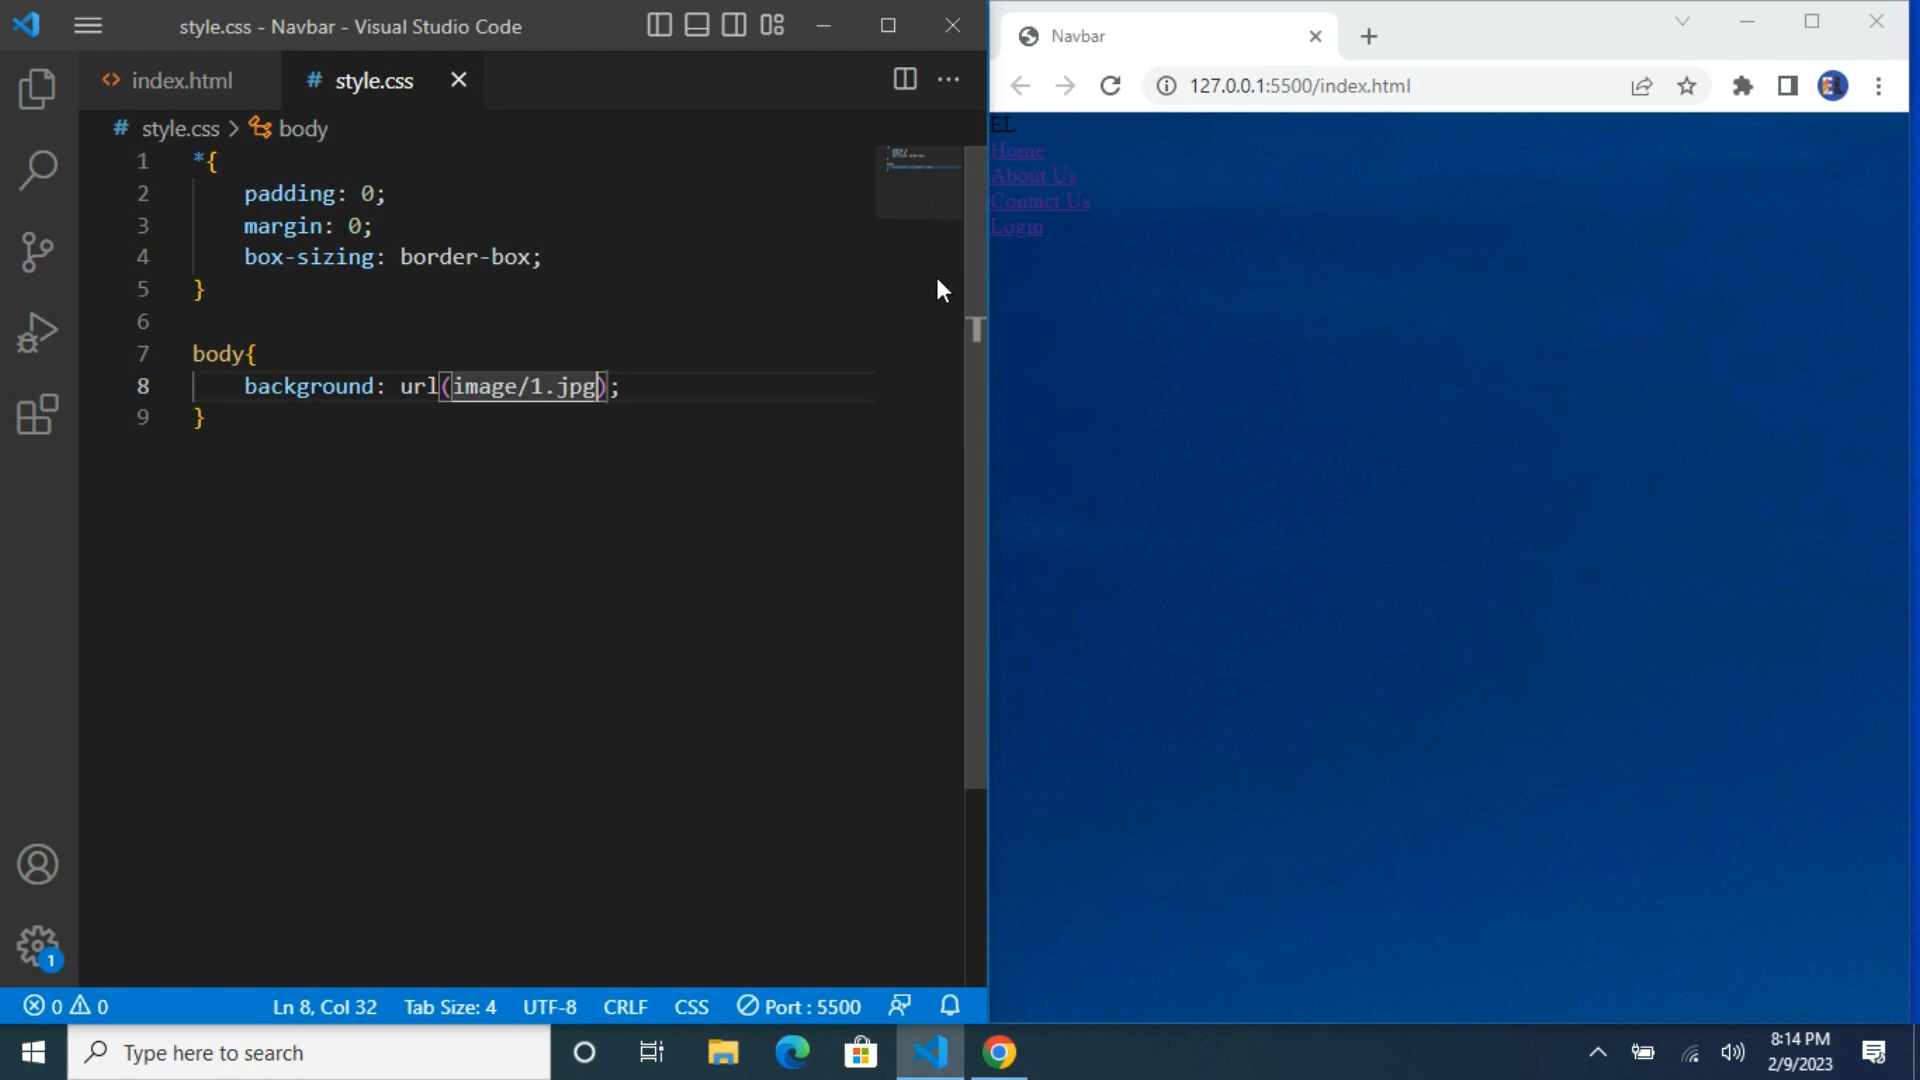 style.css - Navbar - Visual Studio Code
index.html
# style.css
# style.css > body
1 *{
2 padding: 0;
3 margin: 0;
4 box-sizing: border-box;
5 }
6
7 body{
8 background: url(image/1.jpg);
9 }
1
0 0
Ln 8, Col 32
Tab Size: 4
UTF-8
CRLF
CSS
Port : 5500
Navbar
127.0.0.1:5500/index.html
EL
Home
About Us
Contact Us
Login
Type here to search
8:14 PM
2/9/2023